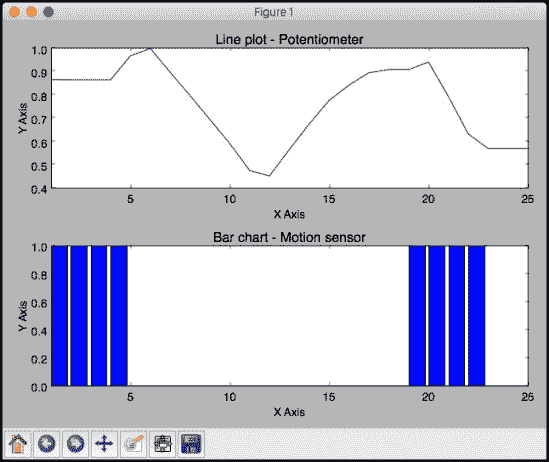 Figure 1
Line plot - Potentiometer
1.0
0.9
0.8
0.7
0.6
0.5
0.4
Y Axis
5 10 15 20 25
X Axis
Bar chart - Motion sensor
1.0
0.8
0.6
0.4
0.2
0.0
Y Axis
5 10 15 20 25
X Axis